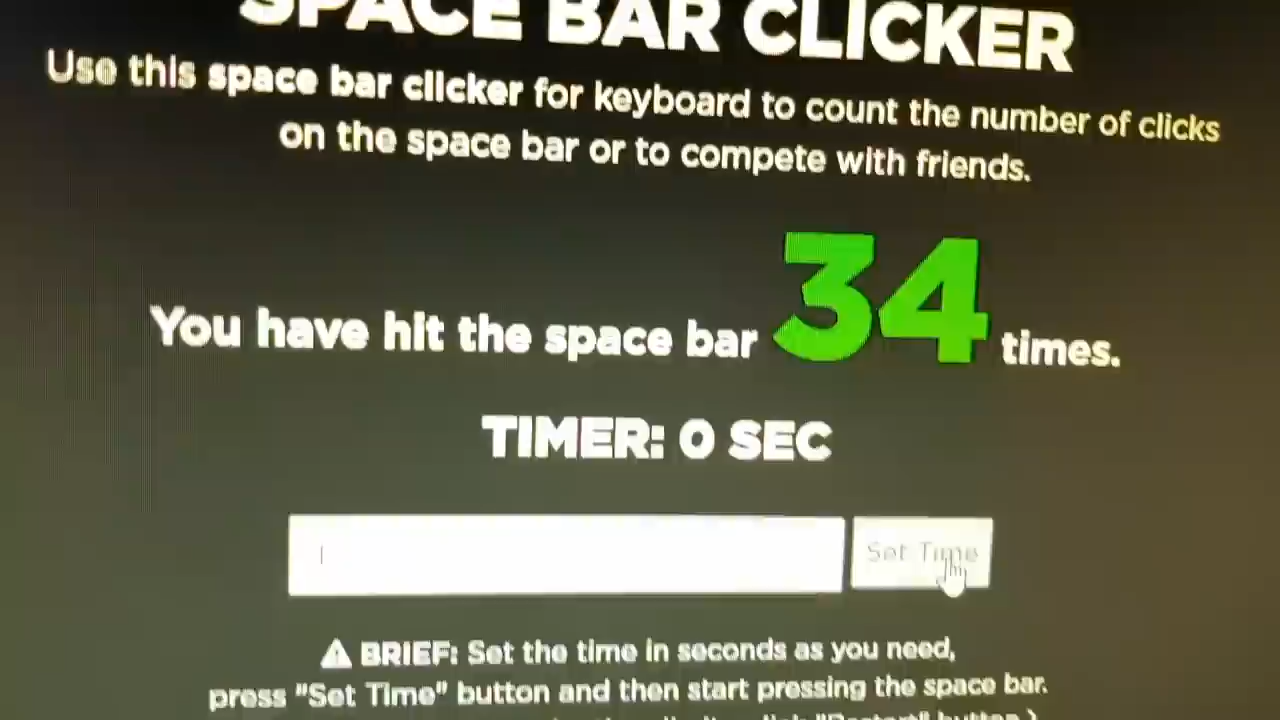 SPACE BAR CLICKER
Use this space bar clicker for keyboard to count the number of clicks
on the space bar or to compete with friends.
You have hit the space bar 34 times.
TIMER: 0 SEC
Set Time
⚠ BRIEF: Set the time in seconds as you need,
press "Set Time" button and then start pressing the space bar.
click "Restart" button.)